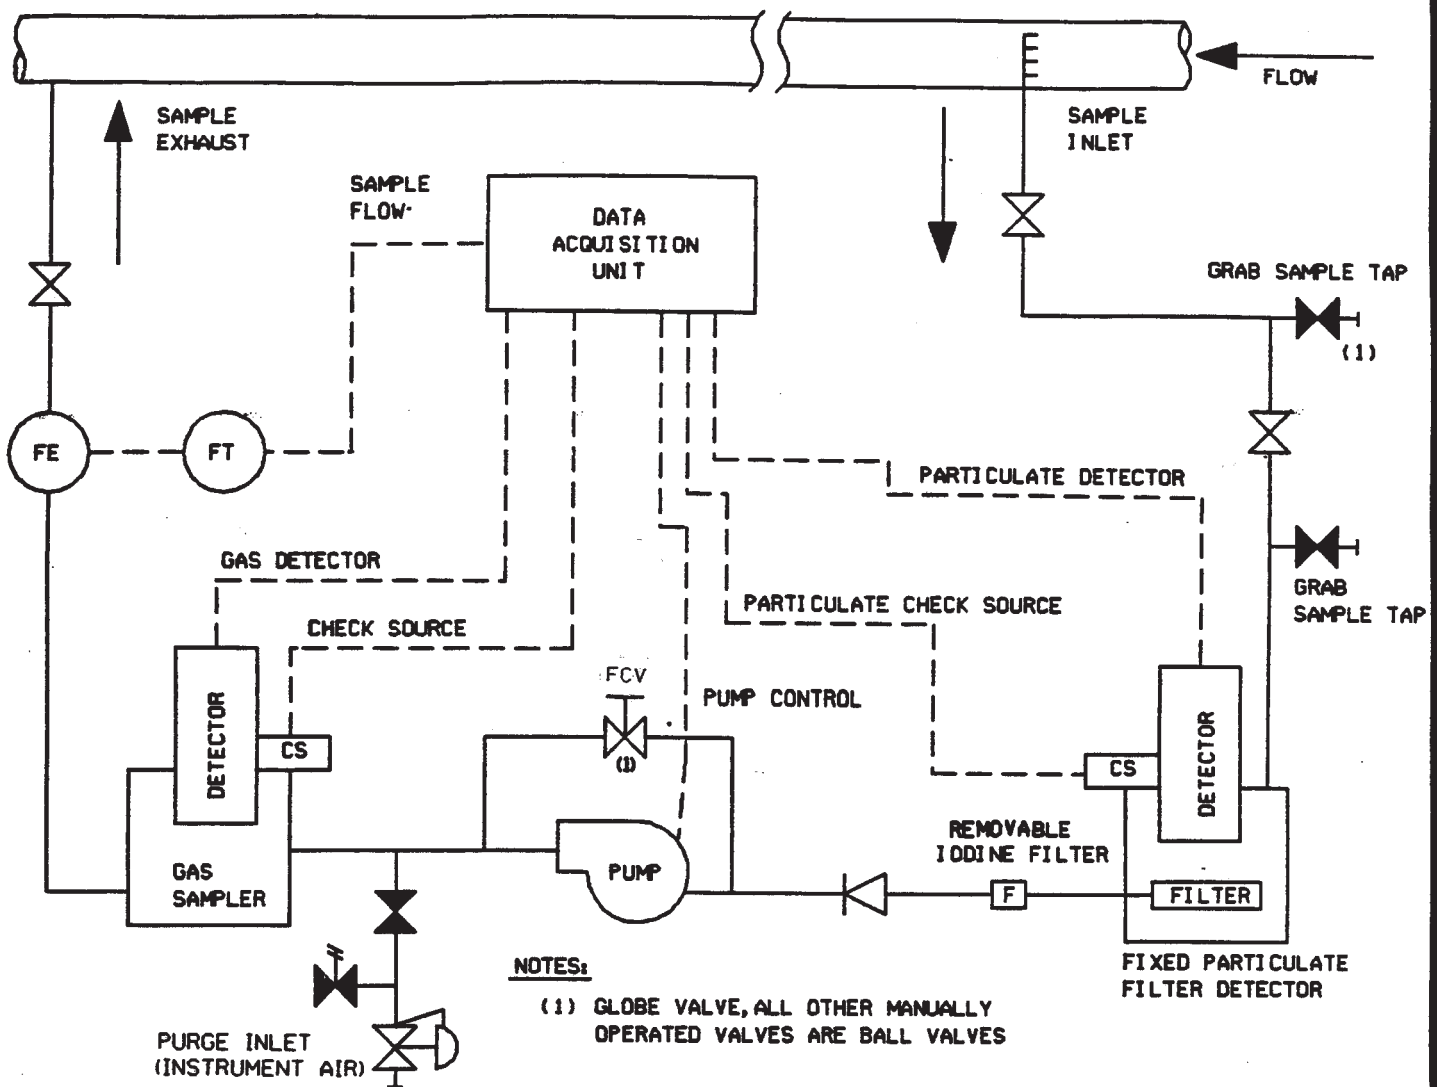 FLOW
SAMPLE
EXHAUST
SAMPLE
INLET
SAMPLE
FLOW
DATA
ACQUISITION
UNIT
GRAB SAMPLE TAP
(1)
FE
FT
PARTICULATE DETECTOR
GAS DETECTOR
GRAB
SAMPLE TAP
PARTICULATE CHECK SOURCE
CHECK SOURCE
FCV
PUMP CONTROL
DETECTOR
CS
(1)
CS
DETECTOR
REMOVABLE
IODINE FILTER
GAS
SAMPLER
PUMP
F
FILTER
FIXED PARTICULATE
FILTER DETECTOR
NOTES:
(1) GLOBE VALVE, ALL OTHER MANUALLY
OPERATED VALVES ARE BALL VALVES
PURGE INLET
(INSTRUMENT AIR)